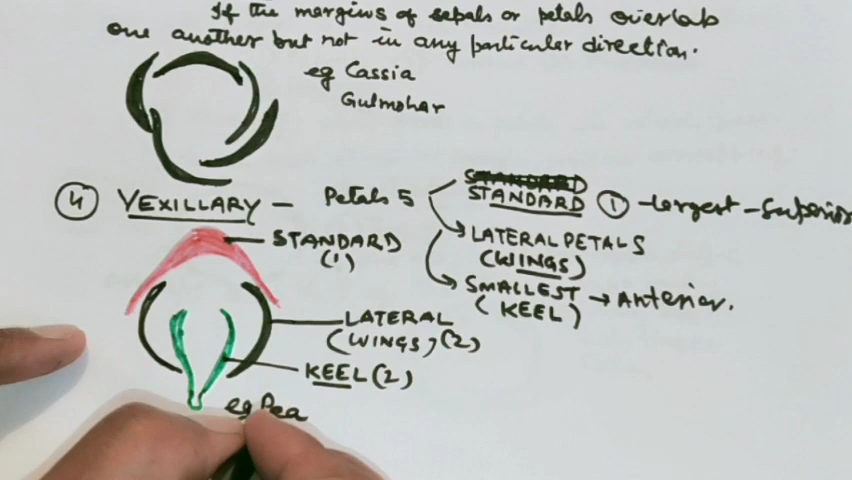 If the margins of sepals or petals overlap
one another but not in any particular direction.
eg Cassia
Gulmohar
④ VEXILLARY - Petals 5
STANDARD ① - largest - Superior
LATERAL PETALS
(WINGS)
SMALLEST → Anterior.
(KEEL)
STANDARD
(1)
LATERAL
(WINGS) (2)
KEEL (2)
eg Pea